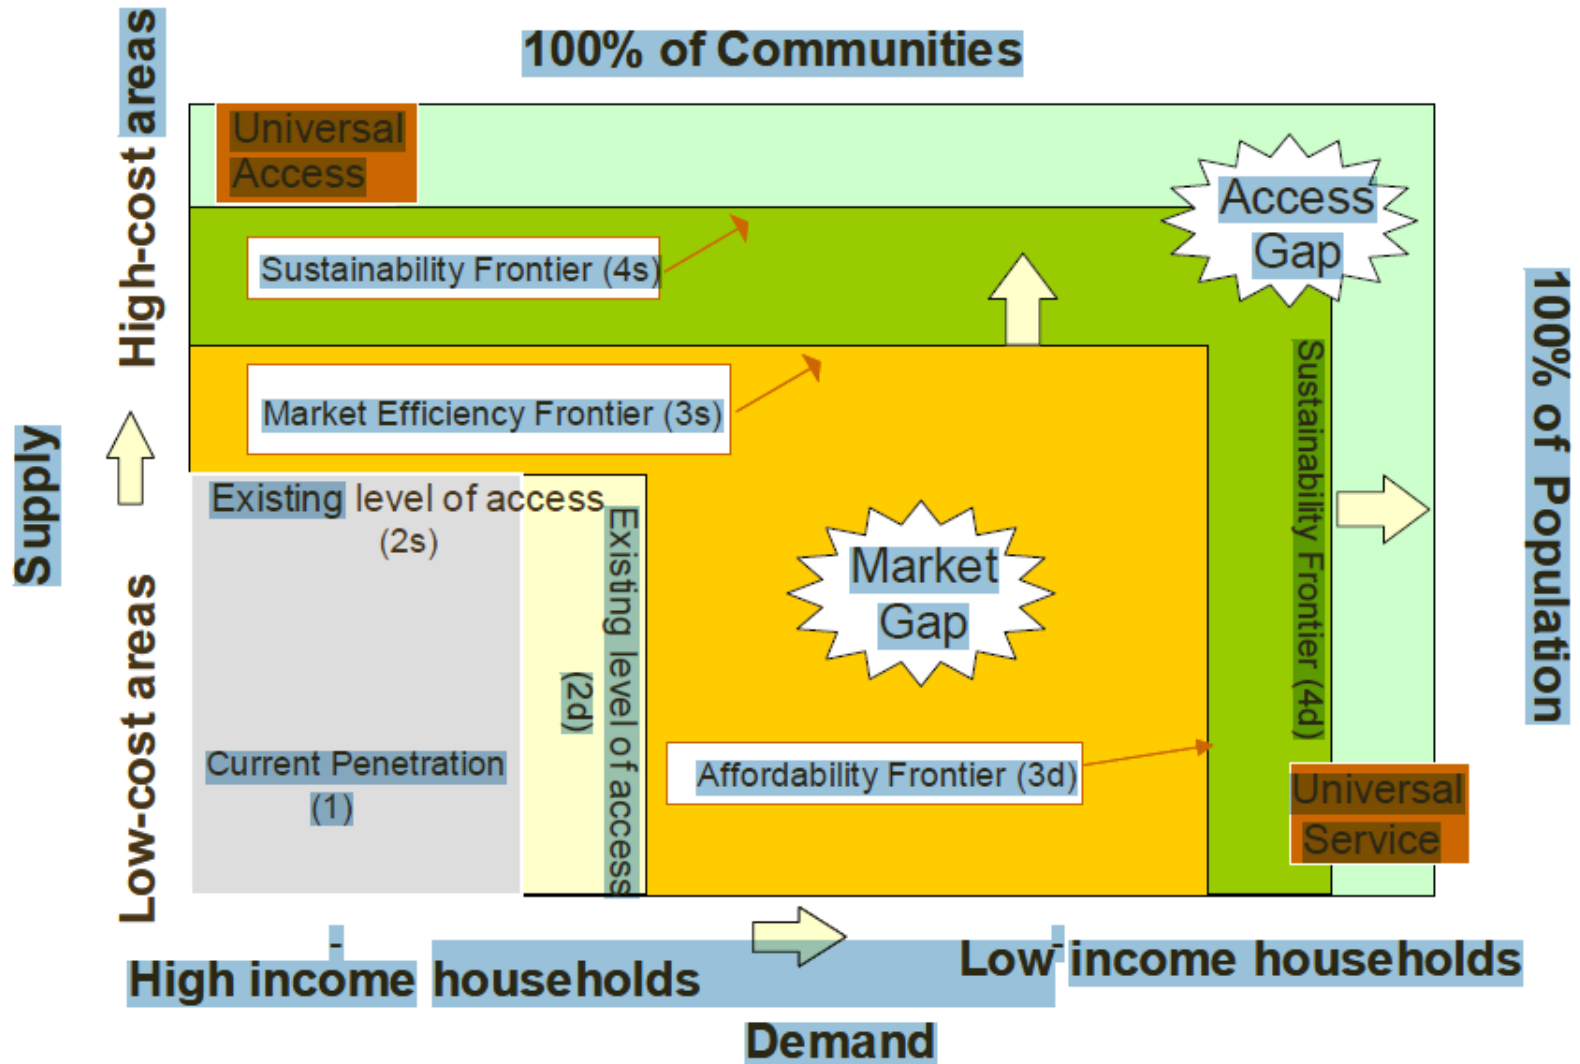 100% of Communities
High-cost areas
Universal
Access
Access
Gap
Sustainability Frontier (4s)
100% of Population
Sustainability Frontier (4d)
Market Efficiency Frontier (3s)
Supply
Existing level of access
(2s)
Existing level of access
(2d)
Market
Gap
Low-cost areas
Current Penetration
(1)
Affordability Frontier (3d)
Universal
Service
High-income households
Low-income households
Demand